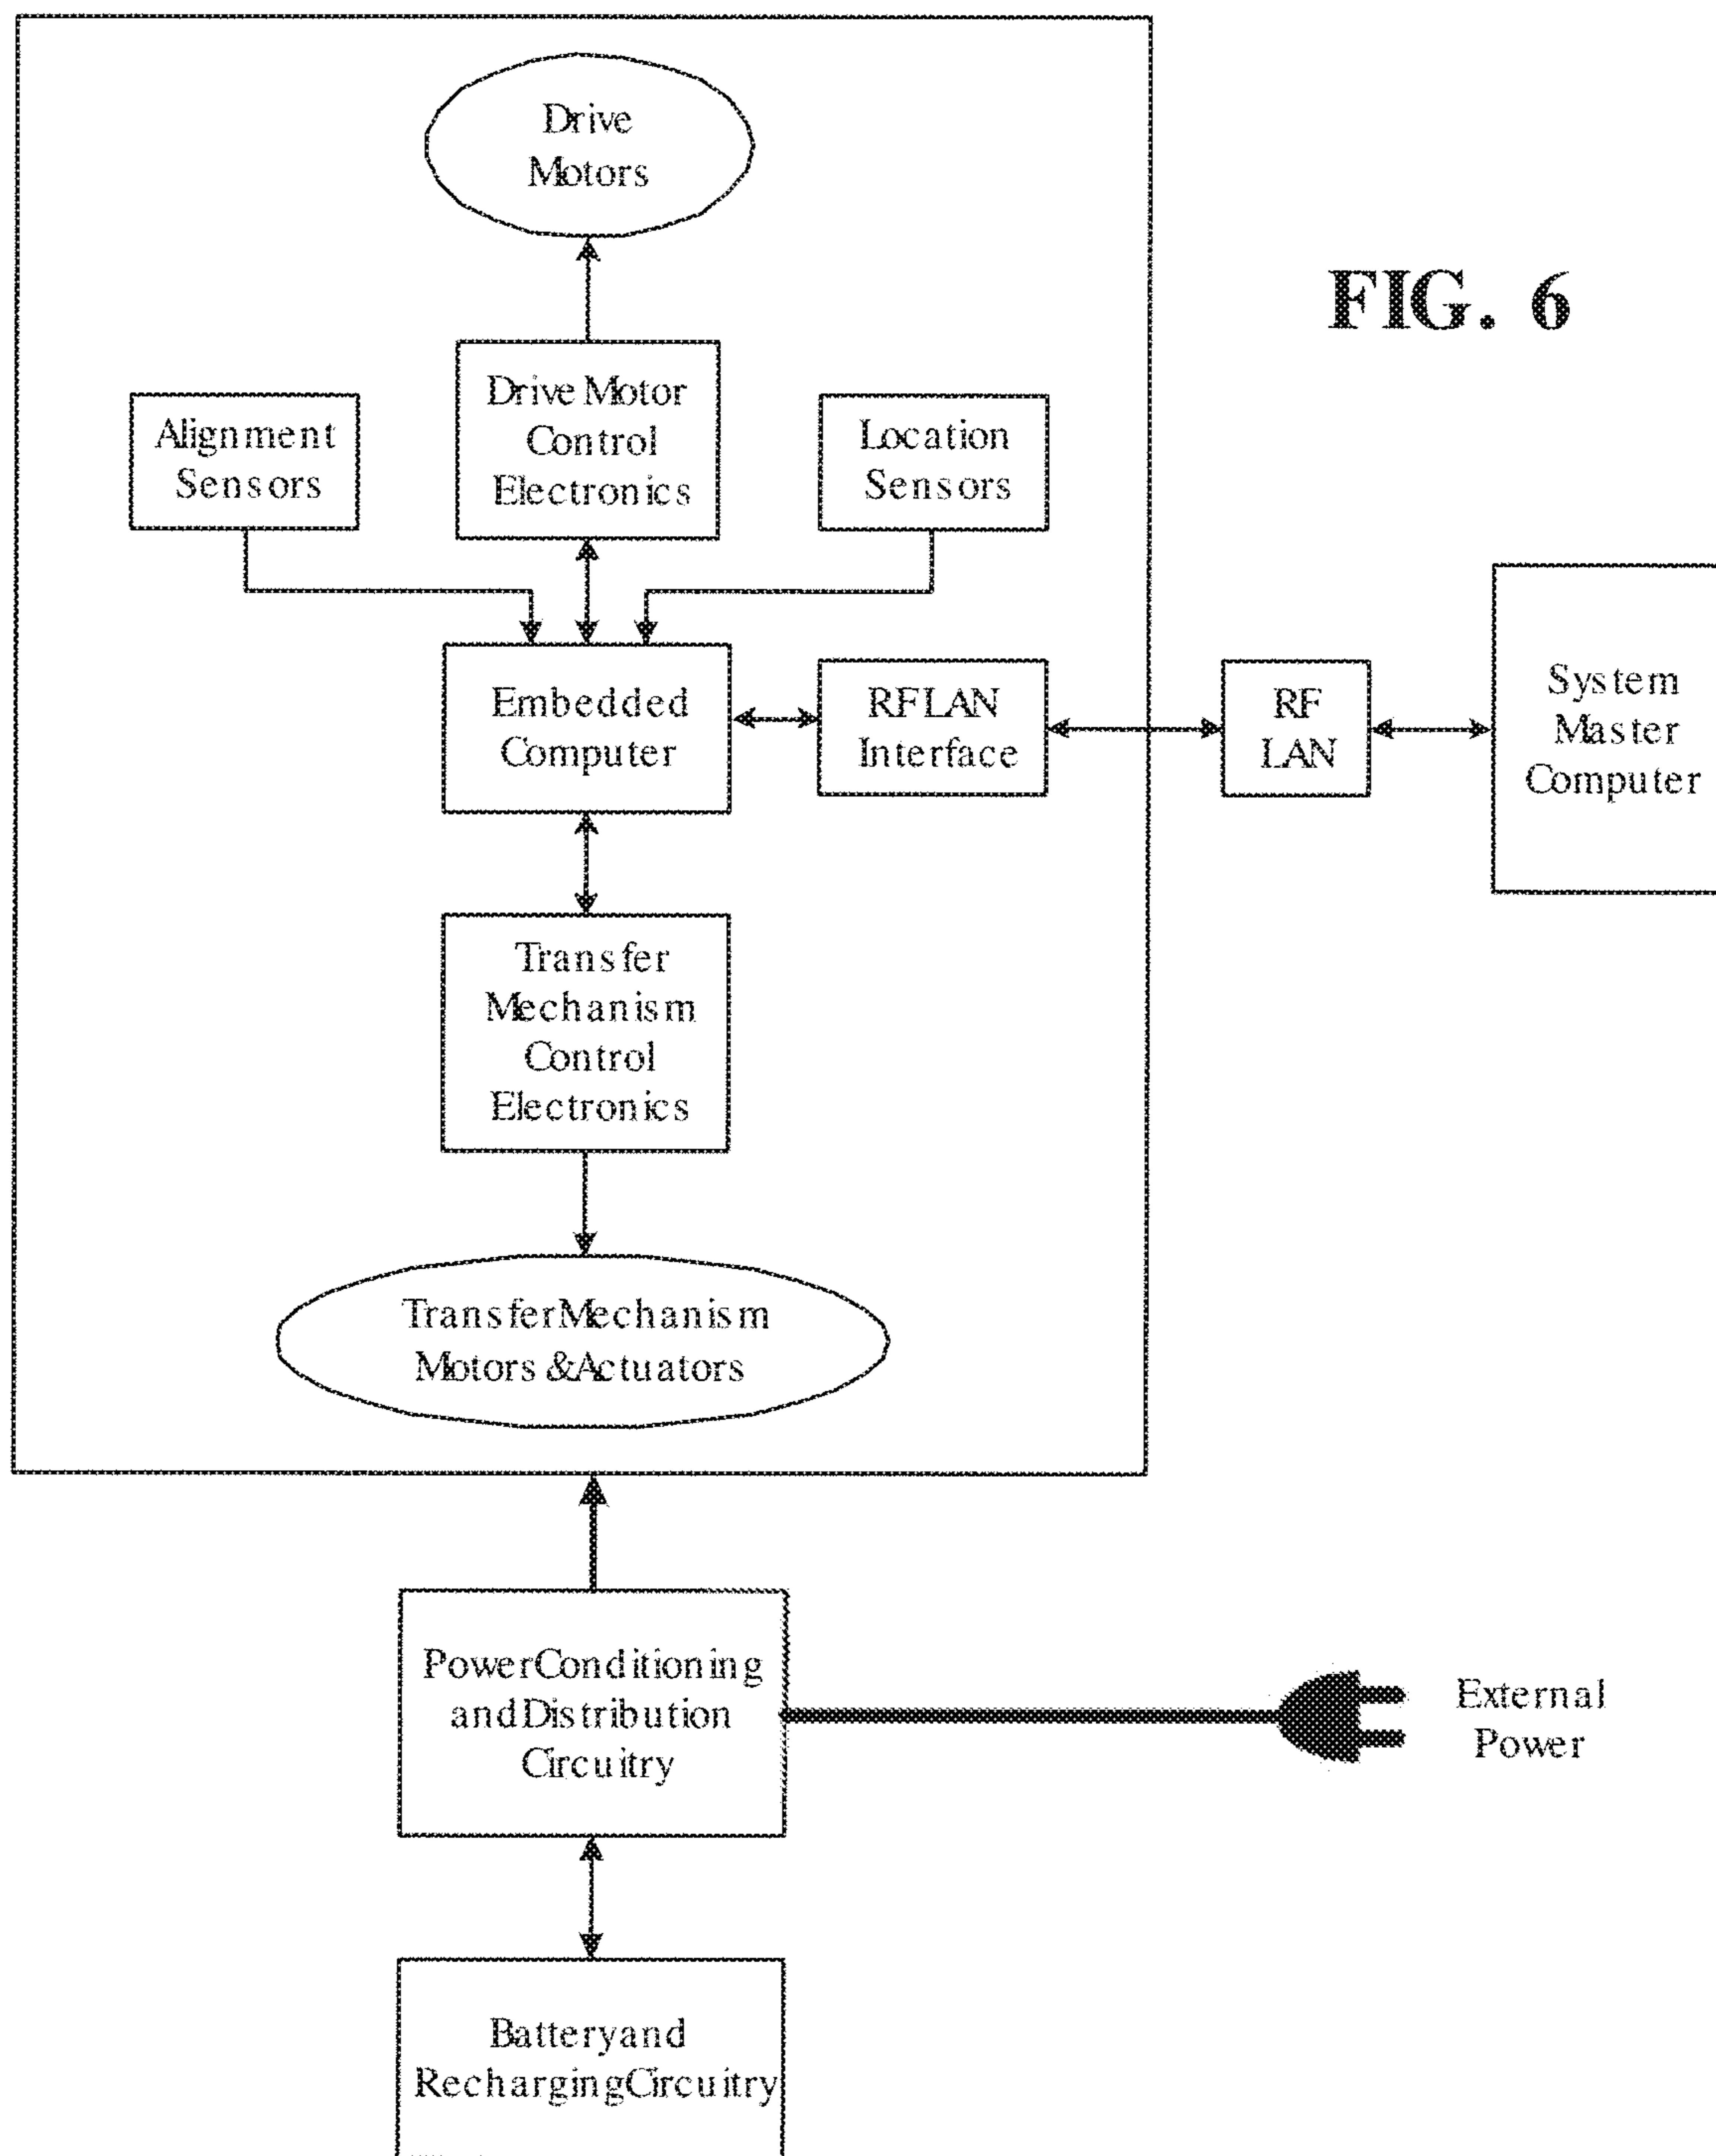 Drive
Motors
FIG. 6
Alignment
Sensors
Drive Motor
Control
Electronics
Location
Sensors
Embedded
Computer
RF LAN
Interface
RF
LAN
System
Master
Computer
Transfer
Mechanism
Control
Electronics
Transfer Mechanism
Motors & Actuators
Power Conditioning
and Distribution
Circuitry
External
Power
Battery and
Recharging Circuitry